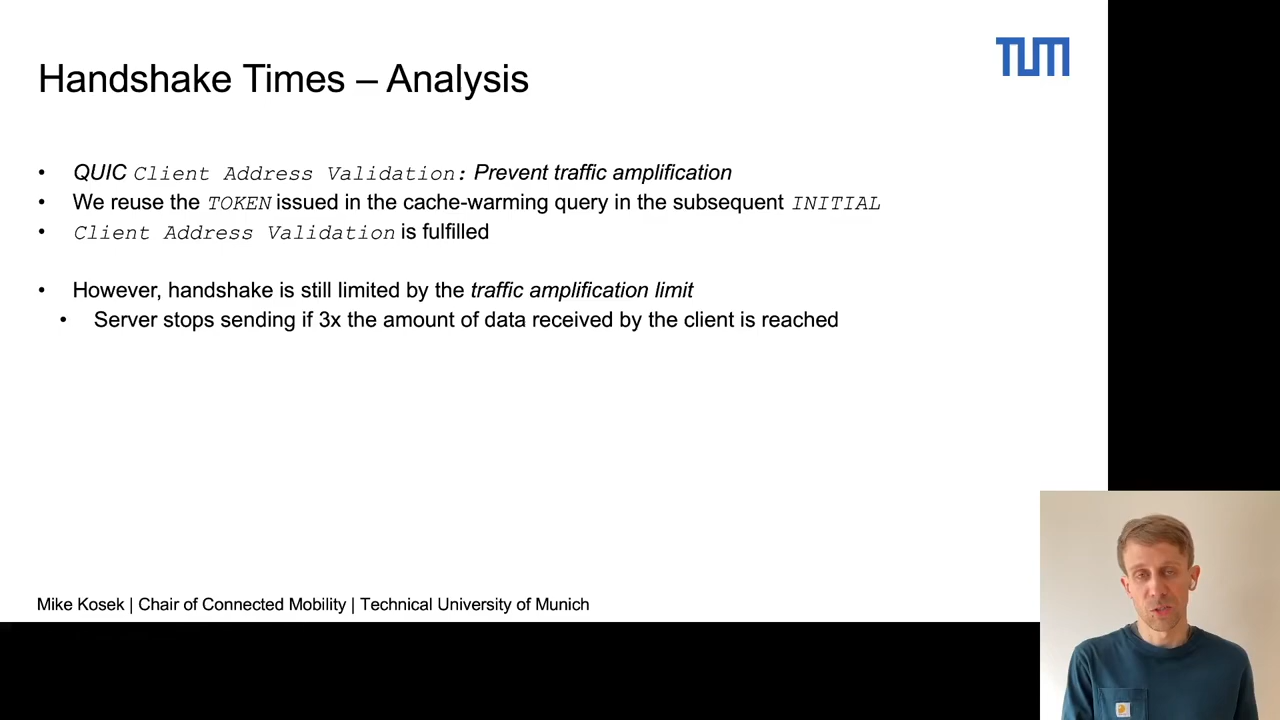 TUM
Handshake Times – Analysis
• QUIC Client Address Validation: Prevent traffic amplification
• We reuse the TOKEN issued in the cache-warming query in the subsequent INITIAL
• Client Address Validation is fulfilled
• However, handshake is still limited by the traffic amplification limit
• Server stops sending if 3x the amount of data received by the client is reached
Mike Kosek | Chair of Connected Mobility | Technical University of Munich